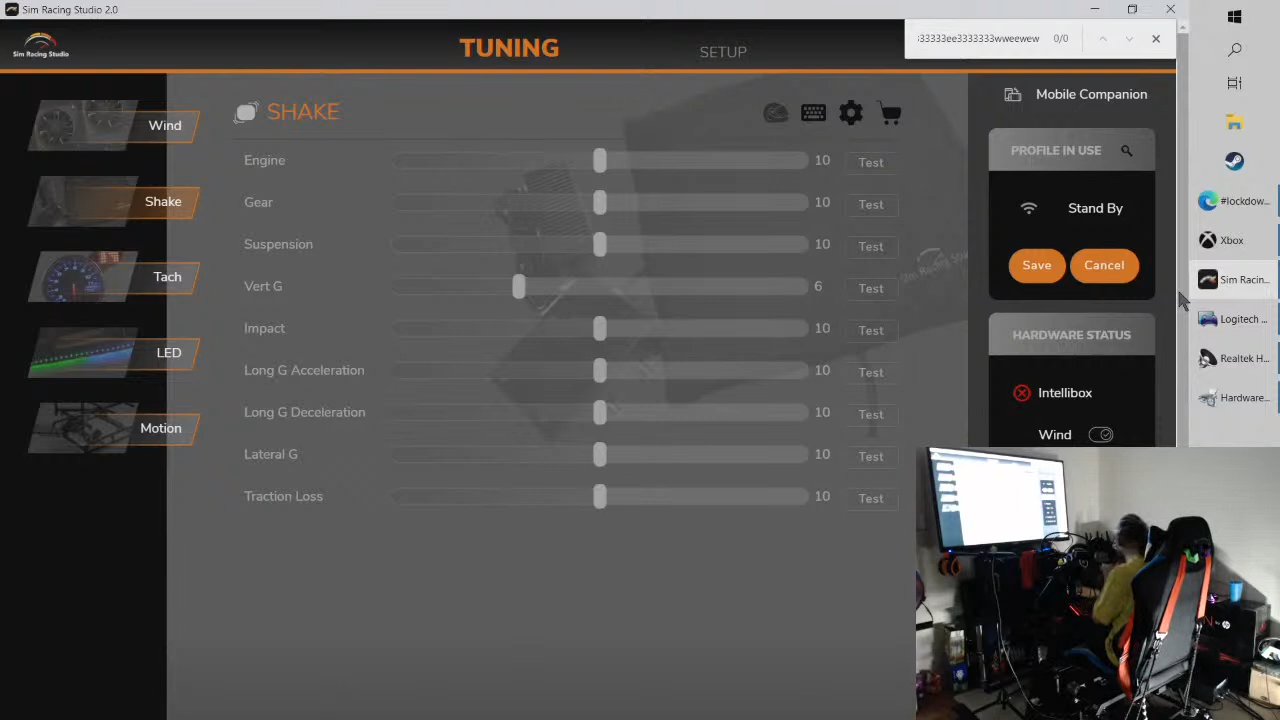 Sim Racing Studio 2.0
Sim Racing Studio
TUNING
SETUP
33333ee3333333wweewew 0/0
Mobile Companion
Wind
Shake
Tach
LED
Motion
SHAKE
Engine 10 Test
Gear 10 Test
Suspension 10 Test
Vert G 6 Test
Impact 10 Test
Long G Acceleration 10 Test
Long G Deceleration 10 Test
Lateral G 10 Test
Traction Loss 10 Test
PROFILE IN USE
Stand By
Save Cancel
HARDWARE STATUS
Intellibox
Wind
#lockdow...
Xbox
Sim Racin...
Logitech ...
Realtek H...
Hardware...